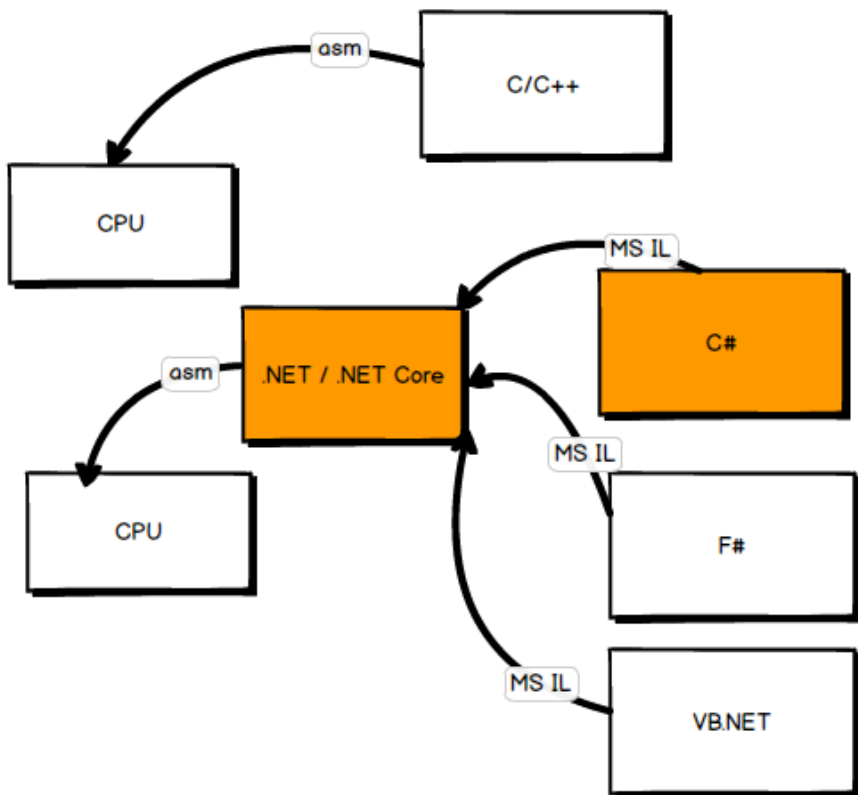 asm
C/C++
CPU
MS IL
C#
.NET / .NET Core
asm
MS IL
CPU
F#
MS IL
VB.NET